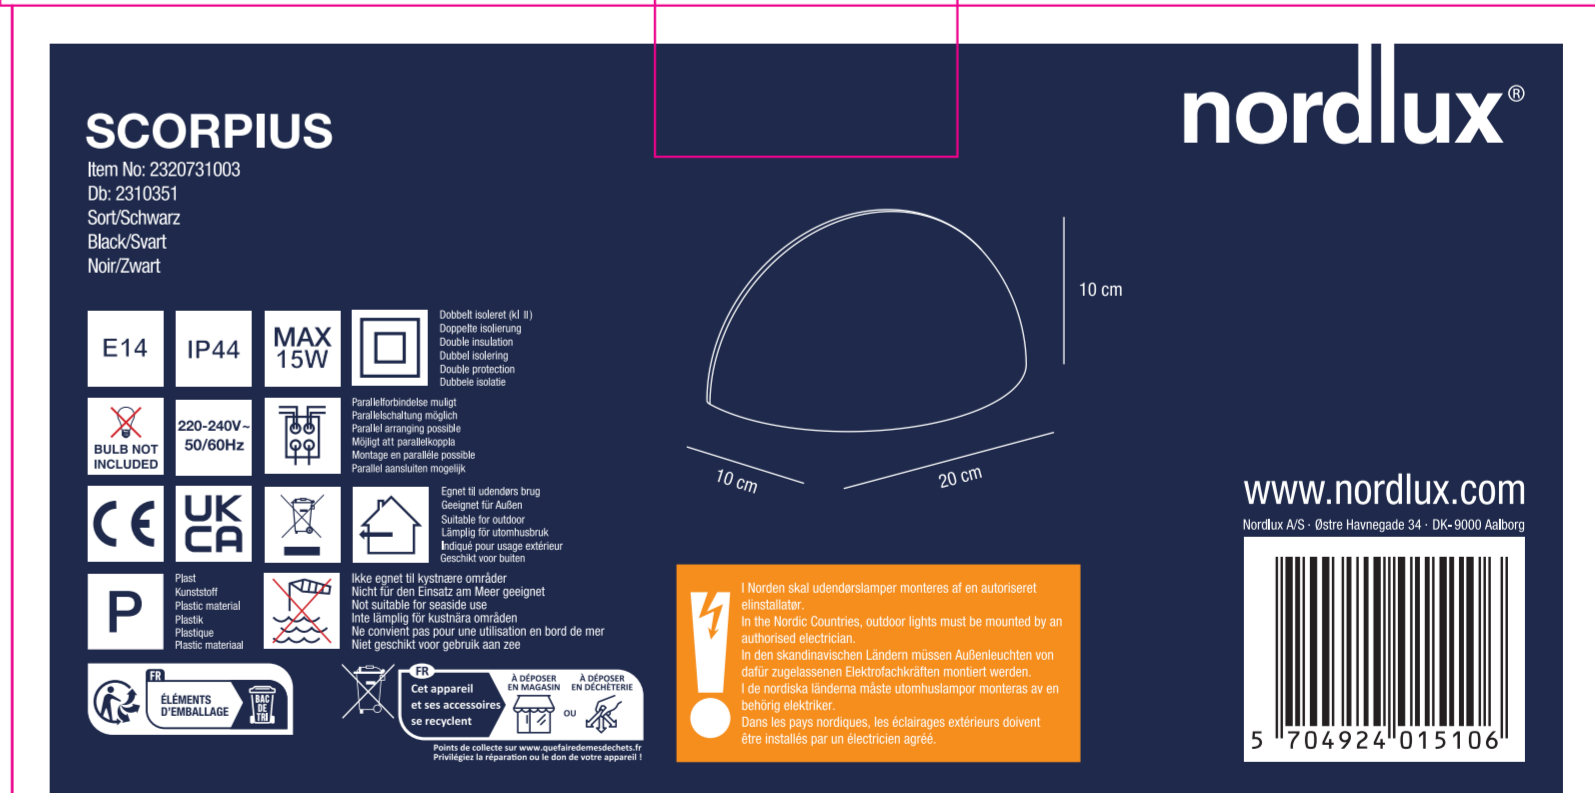 nordlux®
SCORPIUS
Item No: 2320731003
Db: 2310351
Sort/Schwarz
Black/Svart
Noir/Zwart
E14
IP44
MAX
15W
Dobbelt isoleret (kl II)
Doppelte isolierung
Double insulation
Dubbel isolering
Double protection
Dubbele isolatie
BULB NOT
INCLUDED
220-240V~
50/60Hz
Parallelforbindelse muligt
Parallelschaltung möglich
Parallel arranging possible
Möjligt att parallelkoppla
Montage en parallèle possible
Parallel aansluiten mogelijk
CE
UK
CA
Egnet til udendørs brug
Geeignet für Außen
Suitable for outdoor
Lämplig för utomhusbruk
Indiqué pour usage extérieur
Geschikt voor buiten
P
Plast
Kunststoff
Plastic material
Plastik
Plastique
Plastic materiaal
Ikke egnet til kystnære områder
Nicht für den Einsatz am Meer geeignet
Not suitable for seaside use
Inte lämplig för kustnära områden
Ne convient pas pour une utilisation en bord de mer
Niet geschikt voor gebruik aan zee
FR
ÉLÉMENTS
D'EMBALLAGE
BAC
DE
TRI
FR
Cet appareil
et ses accessoires
se recyclent
À DÉPOSER
EN MAGASIN
OU
À DÉPOSER
EN DÉCHÈTERIE
Points de collecte sur www.quefairedemesdechets.fr
Privilégiez la réparation ou le don de votre appareil !
10 cm
10 cm
20 cm
I Norden skal udendørslamper monteres af en autoriseret
elinstallatør.
In the Nordic Countries, outdoor lights must be mounted by an
authorised electrician.
In den skandinavischen Ländern müssen Außenleuchten von
dafür zugelassenen Elektrofachkräften montiert werden.
I de nordiska länderna måste utomhuslampor monteras av en
behörig elektriker.
Dans les pays nordiques, les éclairages extérieurs doivent
être installés par un électricien agréé.
www.nordlux.com
Nordlux A/S · Østre Havnegade 34 · DK-9000 Aalborg
5 704924 015106